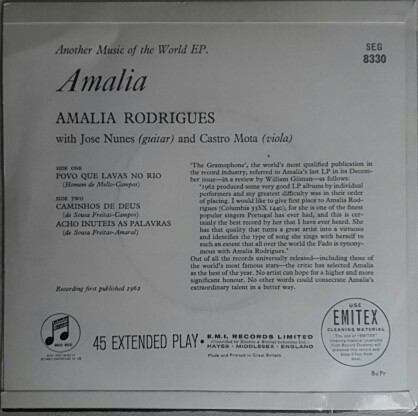 Another Music of the World EP.
SEG
8330
Amalia
AMALIA RODRIGUES
with Jose Nunes (guitar) and Castro Mota (viola)
SIDE ONE
POVO QUE LAVAS NO RIO
(Homem de Mello-Campos)
SIDE TWO
CAMINHOS DE DEUS
(de Sousa Freitas-Campos)
ACHO INUTEIS AS PALAVRAS
(de Sousa Freitas-Amaral)
Recording first published 1962
'The Gramophone', the world's most qualified publication in
the record industry, referred to Amalia's last LP in its Decem-
ber issue—in a review by William Gilman—as follows:
'1962 produced some very good LP albums by individual
performers and my greatest difficulty was in their order
of placing. I would like to give first place to Amalia Rod-
rigues (Columbia 33SX. 1440), for she is one of the finest
popular singers Portugal has ever had, and this is cer-
tainly the best record by her that I have ever heard. She
has that quality that turns a great artist into a virtuoso
and identifies the type of song she sings with herself to
such an extent that all over the world the Fado is synony-
mous with Amalia Rodrigues.'
Out of all the records universally released—including those of
the world's most famous stars—the critic has selected Amalia
as the best of the year. No artist can hope for a higher and more
significant honour. No other words could consecrate Amalia's
extraordinary talent in a better way.
45 EXTENDED PLAY
E.M.I. RECORDS LIMITED
HAYES · MIDDLESEX · ENGLAND
Made and Printed in Great Britain
USE
EMITEX
CLEANING MATERIAL